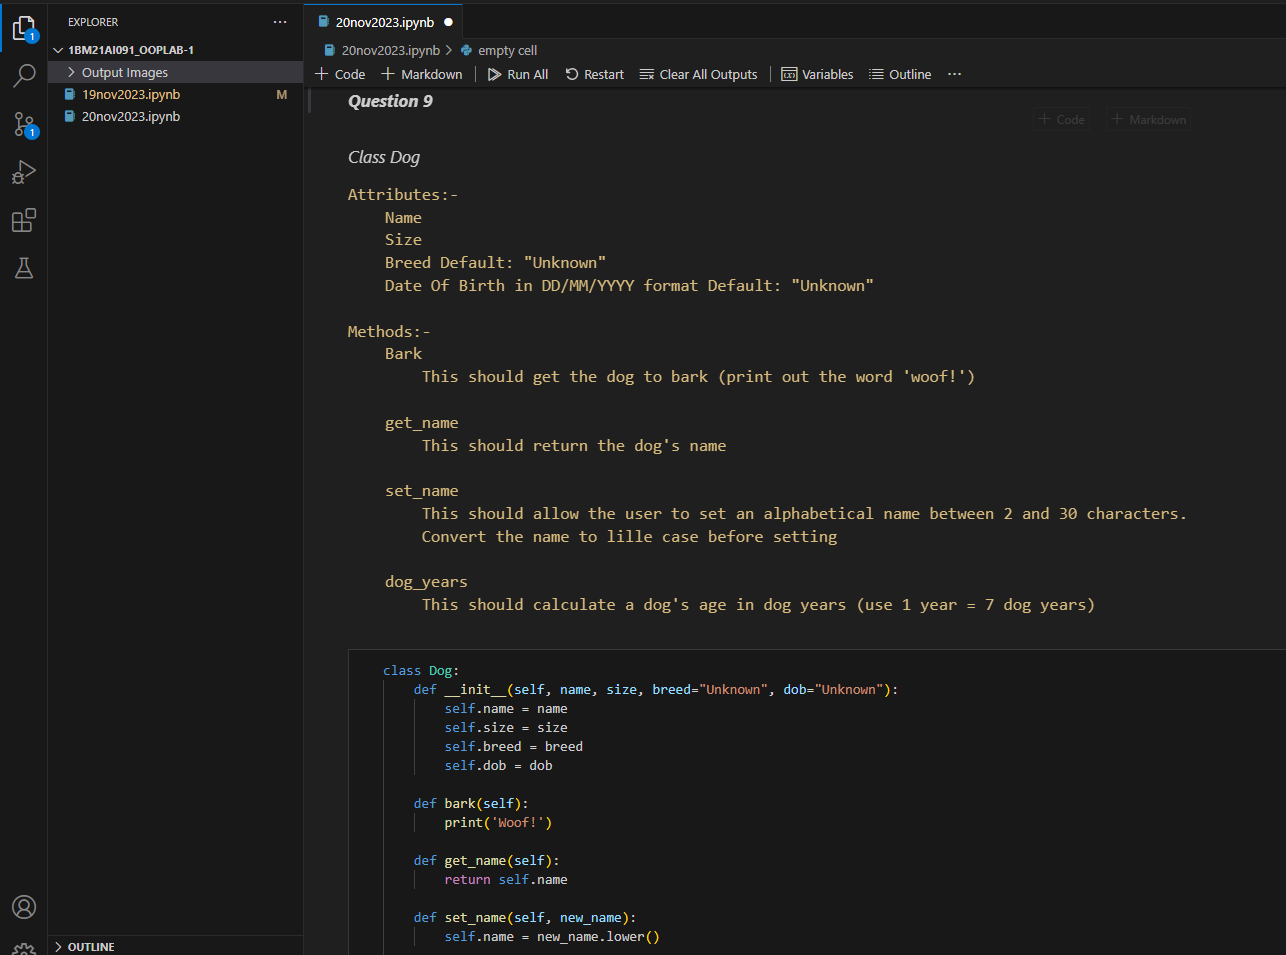 EXPLORER
1BM21AI091_OOPLAB-1
Output Images
19nov2023.ipynb M
20nov2023.ipynb
OUTLINE
1
1
20nov2023.ipynb
20nov2023.ipynb > empty cell
+ Code + Markdown Run All Restart Clear All Outputs Variables Outline ...
Question 9
+ Code + Markdown
Class Dog
Attributes:-
Name
Size
Breed Default: "Unknown"
Date Of Birth in DD/MM/YYYY format Default: "Unknown"
Methods:-
Bark
This should get the dog to bark (print out the word 'woof!')
get_name
This should return the dog's name
set_name
This should allow the user to set an alphabetical name between 2 and 30 characters.
Convert the name to lille case before setting
dog_years
This should calculate a dog's age in dog years (use 1 year = 7 dog years)
class Dog:
def __init__(self, name, size, breed="Unknown", dob="Unknown"):
self.name = name
self.size = size
self.breed = breed
self.dob = dob
def bark(self):
print('Woof!')
def get_name(self):
return self.name
def set_name(self, new_name):
self.name = new_name.lower()